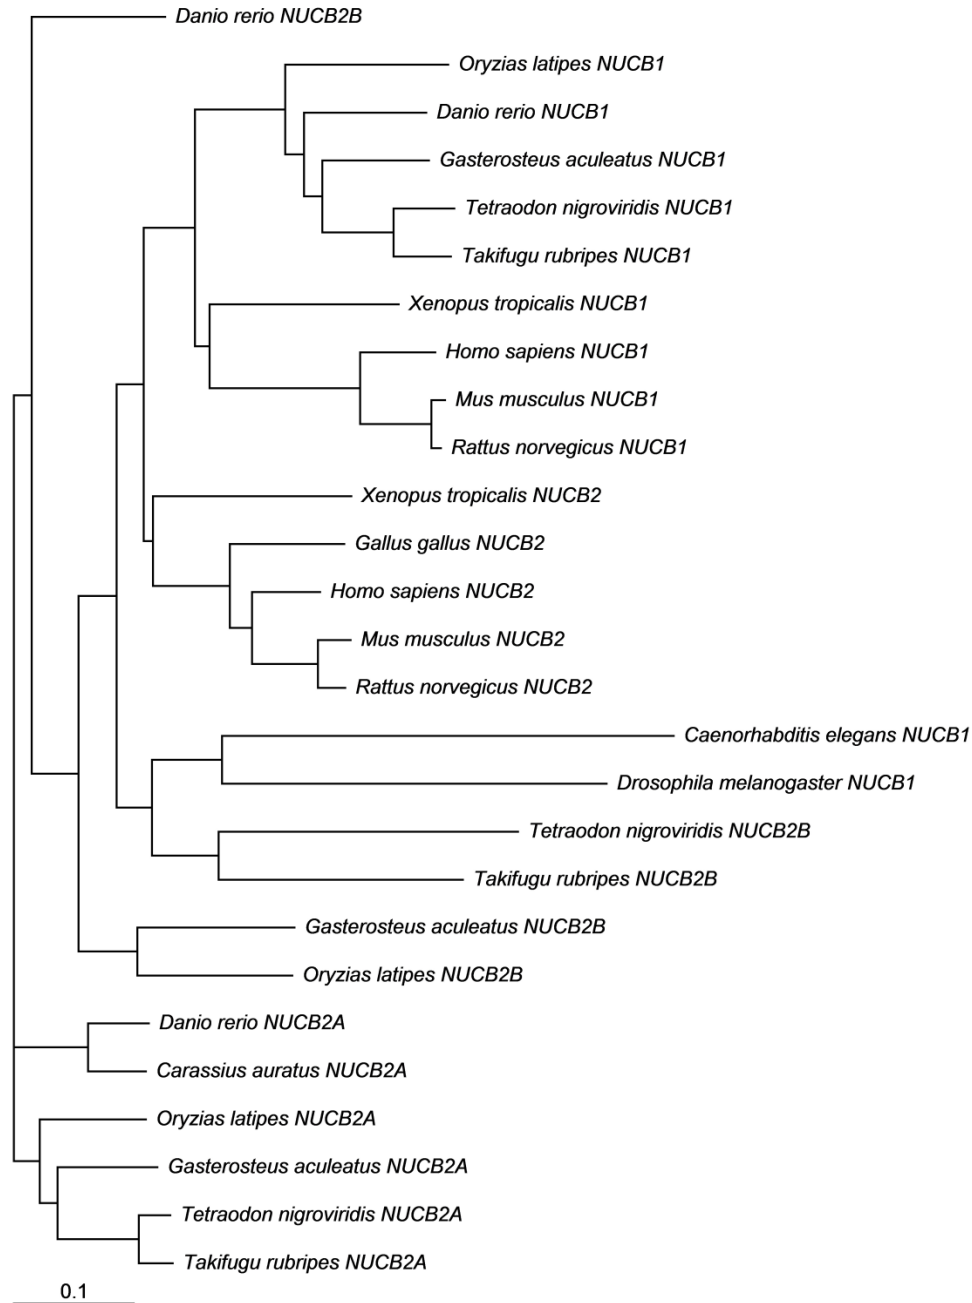 Danio rerio NUCB2B
Oryzias latipes NUCB1
Danio rerio NUCB1
Gasterosteus aculeatus NUCB1
Tetraodon nigroviridis NUCB1
Takifugu rubripes NUCB1
Xenopus tropicalis NUCB1
Homo sapiens NUCB1
Mus musculus NUCB1
Rattus norvegicus NUCB1
Xenopus tropicalis NUCB2
Gallus gallus NUCB2
Homo sapiens NUCB2
Mus musculus NUCB2
Rattus norvegicus NUCB2
Caenorhabditis elegans NUCB1
Drosophila melanogaster NUCB1
Tetraodon nigroviridis NUCB2B
Takifugu rubripes NUCB2B
Gasterosteus aculeatus NUCB2B
Oryzias latipes NUCB2B
Danio rerio NUCB2A
Carassius auratus NUCB2A
Oryzias latipes NUCB2A
Gasterosteus aculeatus NUCB2A
Tetraodon nigroviridis NUCB2A
Takifugu rubripes NUCB2A
0.1